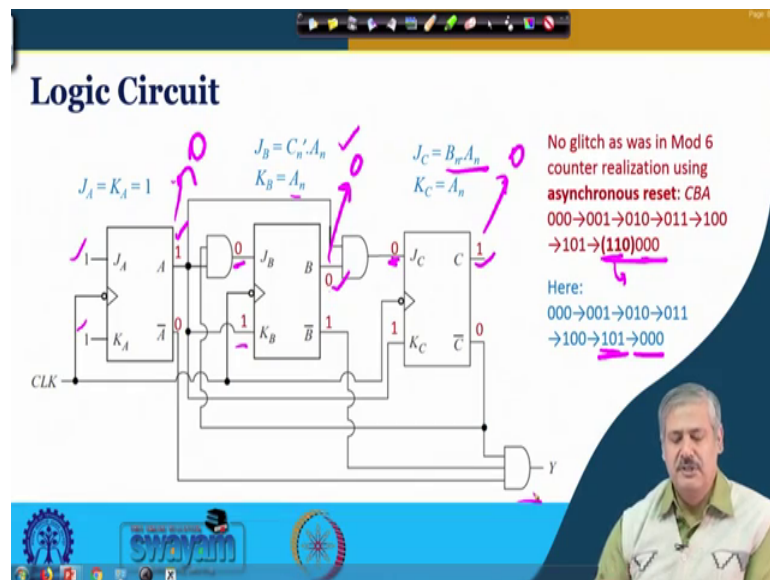 Logic Circuit
J_A = K_A = 1
J_B = C_n'.A_n
K_B = A_n
J_C = B_n.A_n
K_C = A_n
0
0
0
No glitch as was in Mod 6
counter realization using
asynchronous reset: CBA
000→001→010→011→100
→101→(110)000
Here:
000→001→010→011
→100→101→000
1 J_A A 1
0 J_B B 0
0 J_C C 1
1 K_A A̅ 0
1 K_B B̅ 1
1 K_C C̅ 0
CLK
Y
swayam